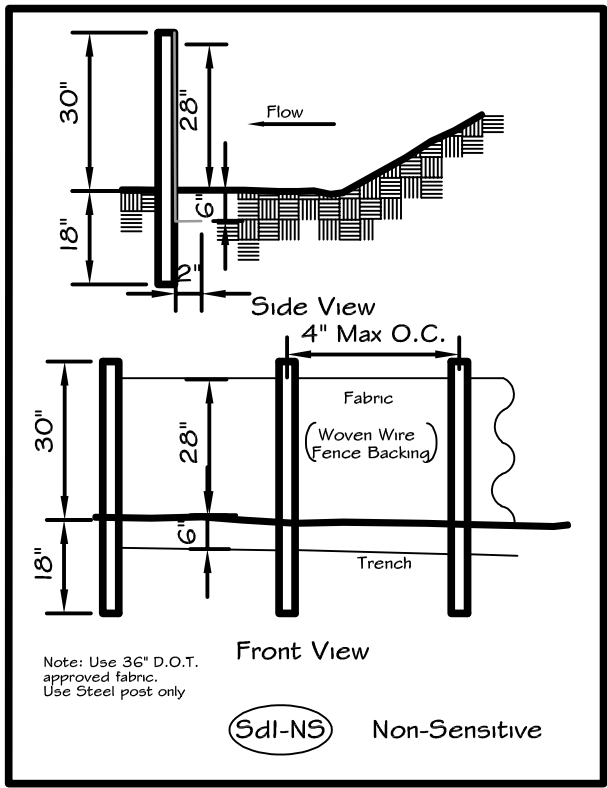 30"
28"
Flow
6"
18"
2"
Side View
4" Max O.C.
30"
28"
Fabric
(Woven Wire
Fence Backing)
6"
18"
Trench
Front View
Note: Use 36" D.O.T.
approved fabric.
Use Steel post only
Sd1-NS
Non-Sensitive